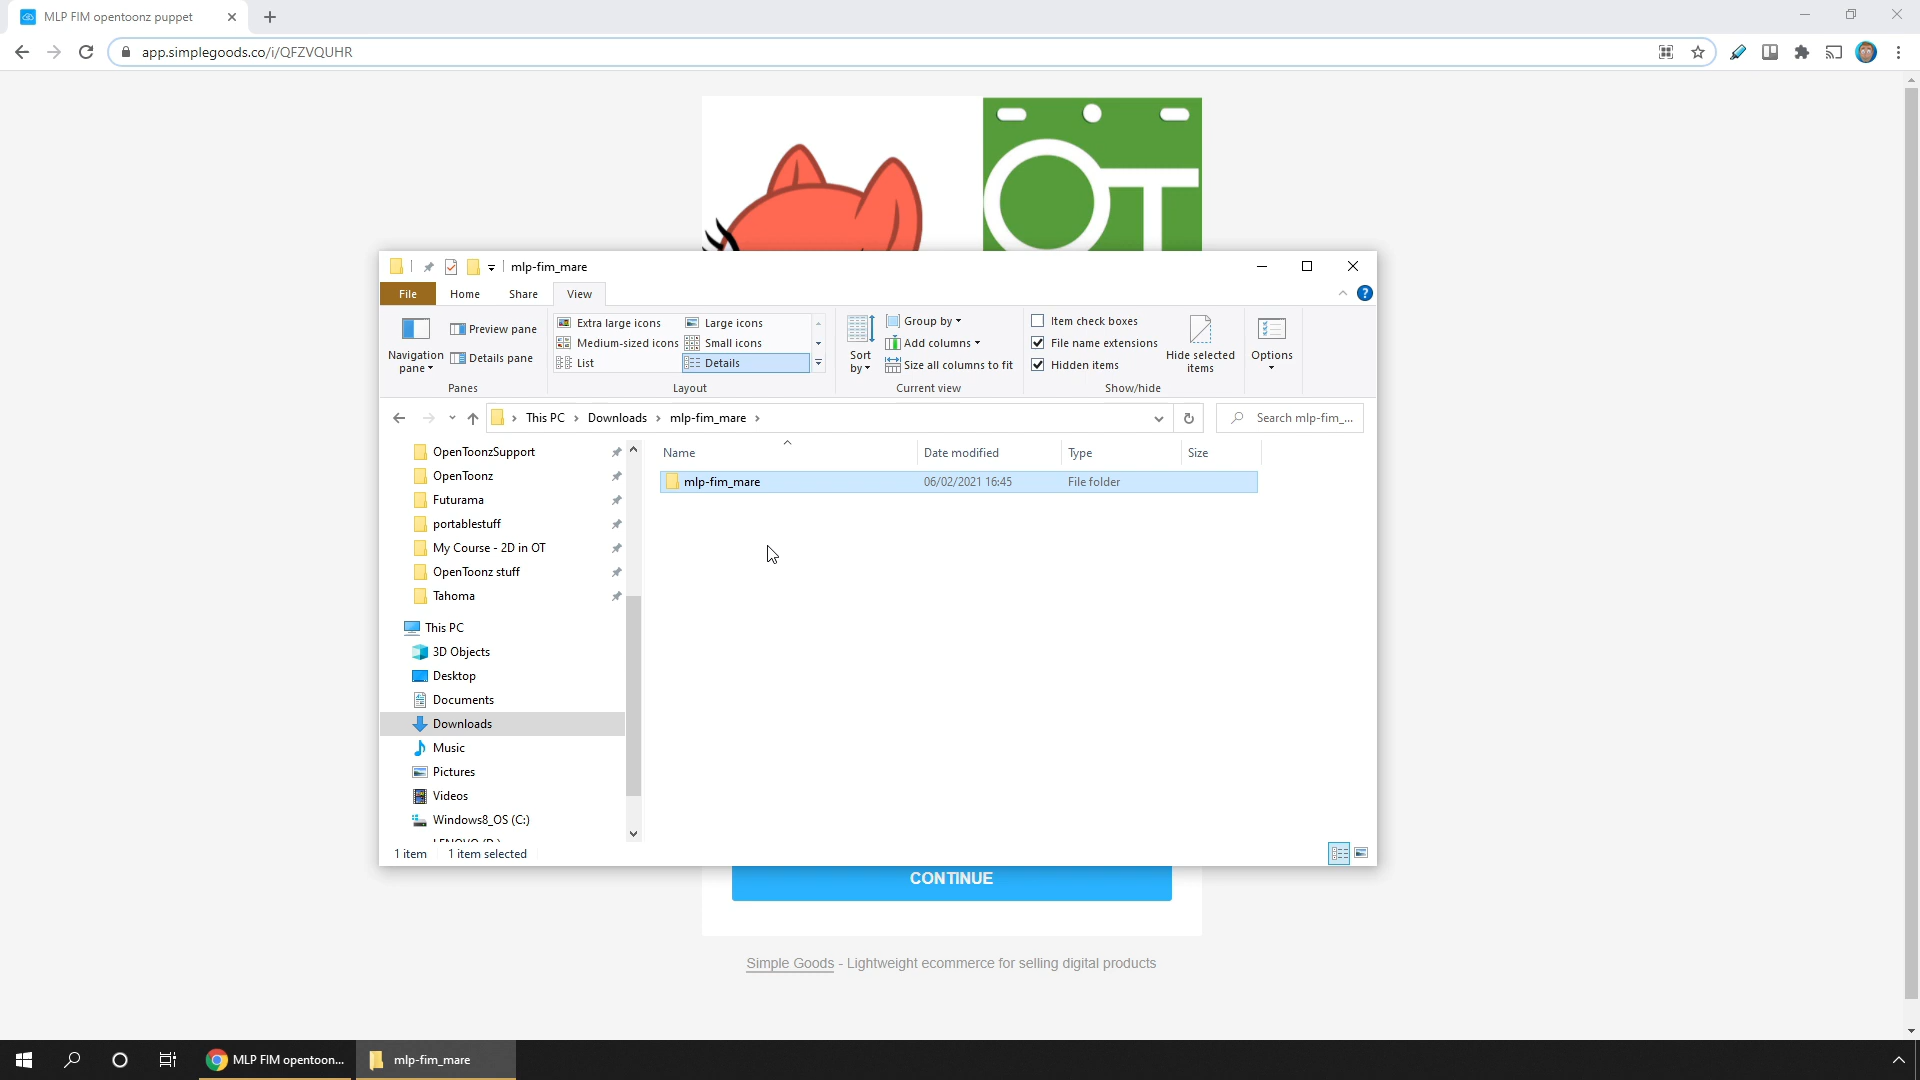 MLP FIM opentoonz puppet
app.simplegoods.co/i/QFZVQUHR
OT
mlp-fim_mare
File Home Share View
Navigation pane
Preview pane
Details pane
Panes
Extra large icons Large icons
Medium-sized icons Small icons
List Details
Layout
Sort by
Group by
Add columns
Size all columns to fit
Current view
Item check boxes
File name extensions
Hidden items
Hide selected items
Show/hide
Options
This PC Downloads mlp-fim_mare
Search mlp-fim_...
OpenToonzSupport
OpenToonz
Futurama
portablestuff
My Course - 2D in OT
OpenToonz stuff
Tahoma
This PC
3D Objects
Desktop
Documents
Downloads
Music
Pictures
Videos
Windows8_OS (C:)
Name Date modified Type Size
mlp-fim_mare 06/02/2021 16:45 File folder
1 item 1 item selected
CONTINUE
Simple Goods - Lightweight ecommerce for selling digital products
MLP FIM opentoon... mlp-fim_mare